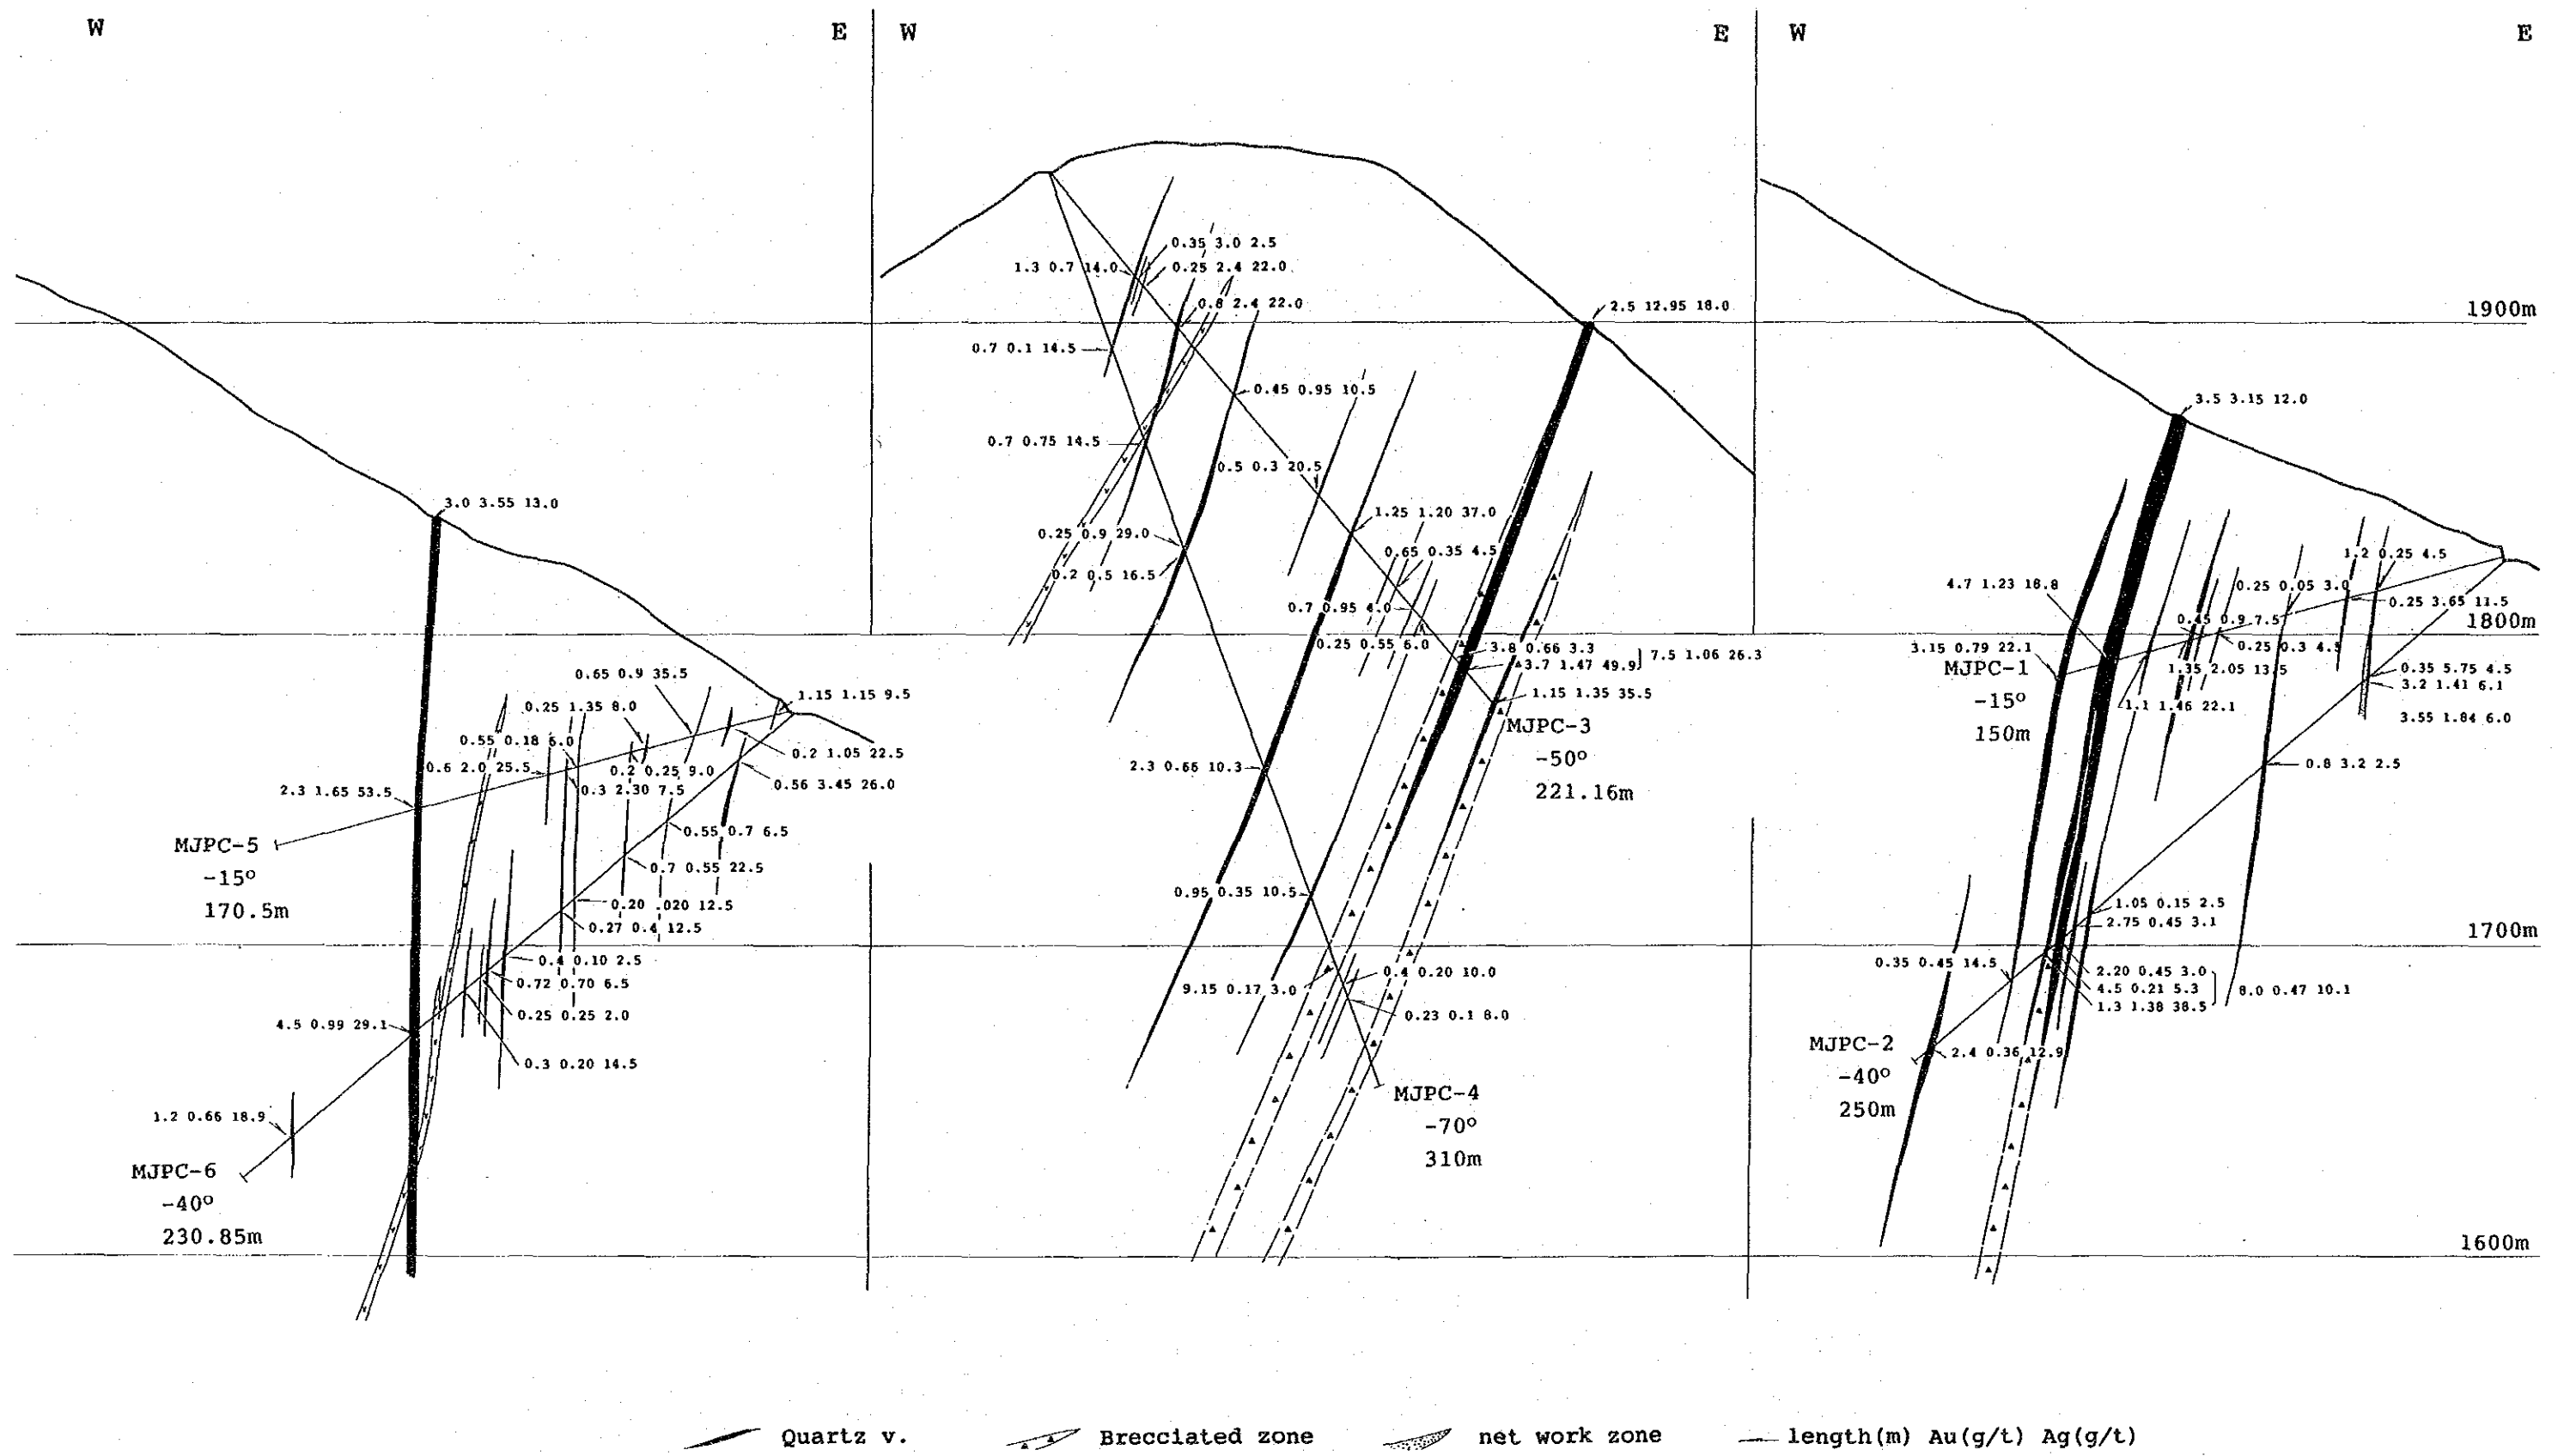 W E W E W E
1900m
1800m
1700m
1600m
3.0 3.55 13.0
0.65 0.9 35.5
1.15 1.15 9.5
0.25 1.35 8.0
0.55 0.18 6.0
0.2 1.05 22.5
0.6 2.0 25.5
0.2 0.25 9.0
0.56 3.45 26.0
2.3 1.65 53.5
0.3 2.30 7.5
0.55 0.7 6.5
MJPC-5
-15º
170.5m
0.7 0.55 22.5
0.20 .020 12.5
0.27 0.4 12.5
0.4 0.10 2.5
0.72 0.70 6.5
0.25 0.25 2.0
4.5 0.99 29.1
0.3 0.20 14.5
1.2 0.66 18.9
MJPC-6
-40º
230.85m
0.35 3.0 2.5
1.3 0.7 14.0
0.25 2.4 22.0
0.8 2.4 22.0
2.5 12.95 18.0
0.7 0.1 14.5
0.45 0.95 10.5
0.7 0.75 14.5
0.5 0.3 20.5
1.25 1.20 37.0
0.25 0.9 29.0
0.65 0.35 4.5
0.2 0.5 16.5
0.7 0.95 4.0
0.25 0.55 6.0
3.8 0.66 3.3
3.7 1.47 49.9
7.5 1.06 26.3
1.15 1.35 35.5
MJPC-3
-50º
221.16m
2.3 0.66 10.3
0.95 0.35 10.5
0.4 0.20 10.0
9.15 0.17 3.0
0.23 0.1 8.0
MJPC-4
-70º
310m
3.5 3.15 12.0
1.2 0.25 4.5
4.7 1.23 18.8
0.25 0.05 3.0
0.25 3.65 11.5
0.45 0.9 7.5
3.15 0.79 22.1
0.25 0.3 4.5
MJPC-1
-15º
150m
1.35 2.05 13.5
0.35 5.75 4.5
3.2 1.41 6.1
1.1 1.46 22.1
3.55 1.84 6.0
0.8 3.2 2.5
1.05 0.15 2.5
2.75 0.45 3.1
0.35 0.45 14.5
2.20 0.45 3.0
4.5 0.21 5.3
1.3 1.38 38.5
8.0 0.47 10.1
MJPC-2
-40º
250m
2.4 0.36 12.9
Quartz v. Brecciated zone net work zone length(m) Au(g/t) Ag(g/t)